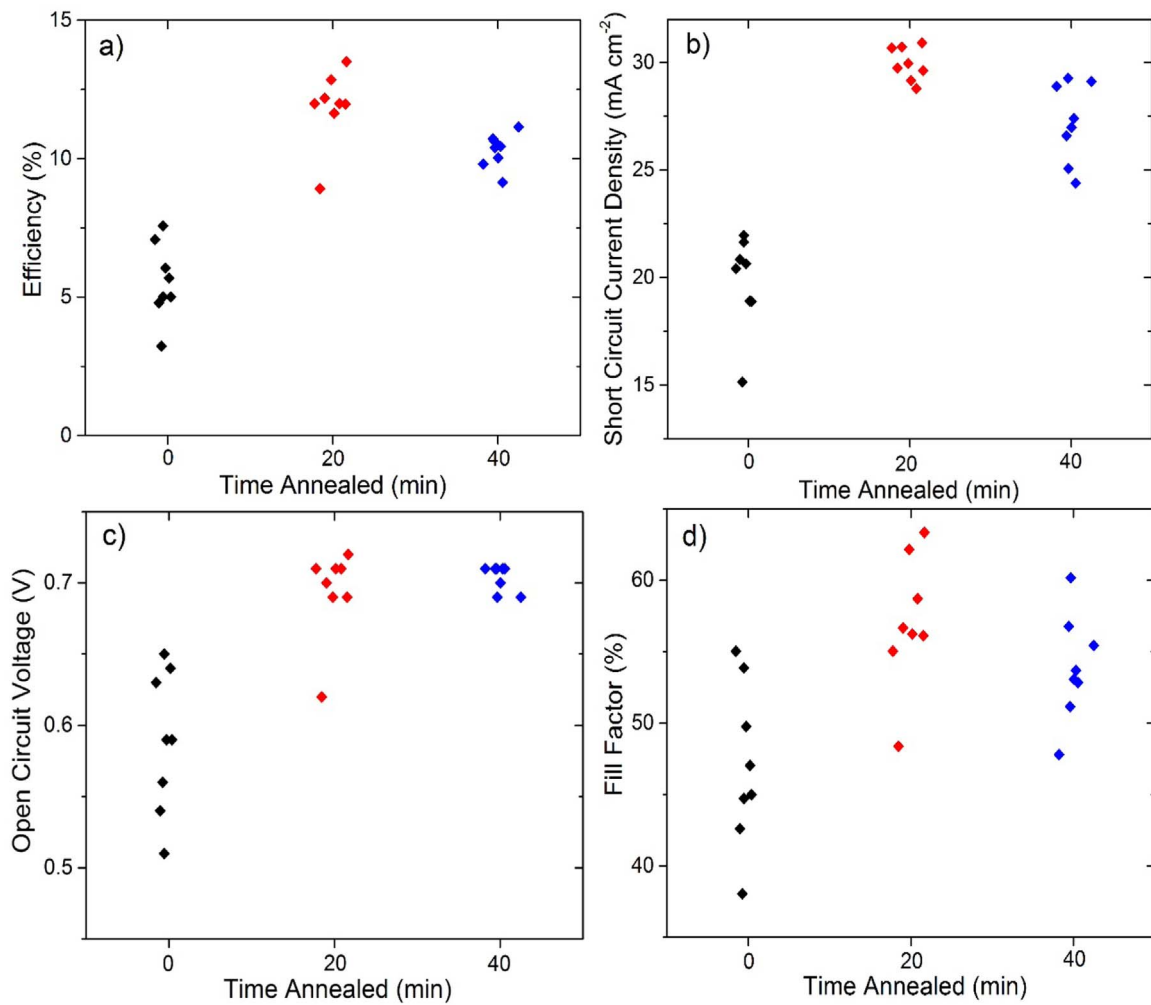 a)
15
10
5
0
Efficiency (%)
0 20 40
Time Annealed (min)
b)
30
25
20
15
Short Circuit Current Density (mA cm⁻²)
0 20 40
Time Annealed (min)
c)
0.7
0.6
0.5
Open Circuit Voltage (V)
0 20 40
Time Annealed (min)
d)
60
50
40
Fill Factor (%)
0 20 40
Time Annealed (min)